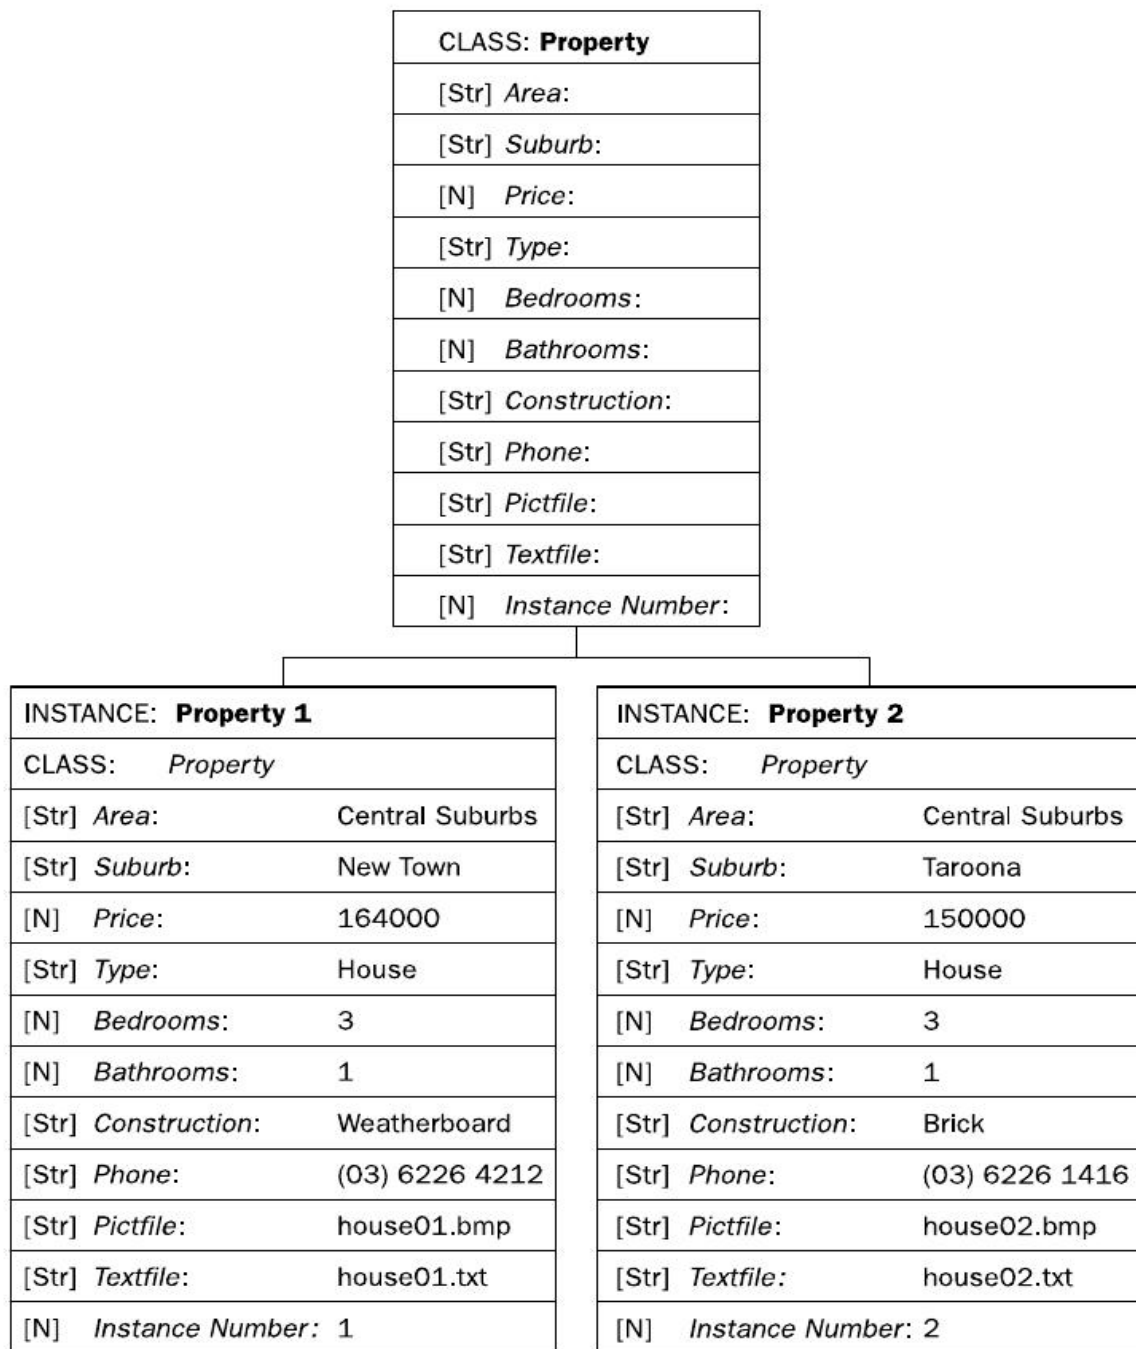 CLASS: Property
[Str] Area:
[Str] Suburb:
[N] Price:
[Str] Type:
[N] Bedrooms:
[N] Bathrooms:
[Str] Construction:
[Str] Phone:
[Str] Pictfile:
[Str] Textfile:
[N] Instance Number:
INSTANCE: Property 1
CLASS: Property
[Str] Area: Central Suburbs
[Str] Suburb: New Town
[N] Price: 164000
[Str] Type: House
[N] Bedrooms: 3
[N] Bathrooms: 1
[Str] Construction: Weatherboard
[Str] Phone: (03) 6226 4212
[Str] Pictfile: house01.bmp
[Str] Textfile: house01.txt
[N] Instance Number: 1
INSTANCE: Property 2
CLASS: Property
[Str] Area: Central Suburbs
[Str] Suburb: Taroona
[N] Price: 150000
[Str] Type: House
[N] Bedrooms: 3
[N] Bathrooms: 1
[Str] Construction: Brick
[Str] Phone: (03) 6226 1416
[Str] Pictfile: house02.bmp
[Str] Textfile: house02.txt
[N] Instance Number: 2